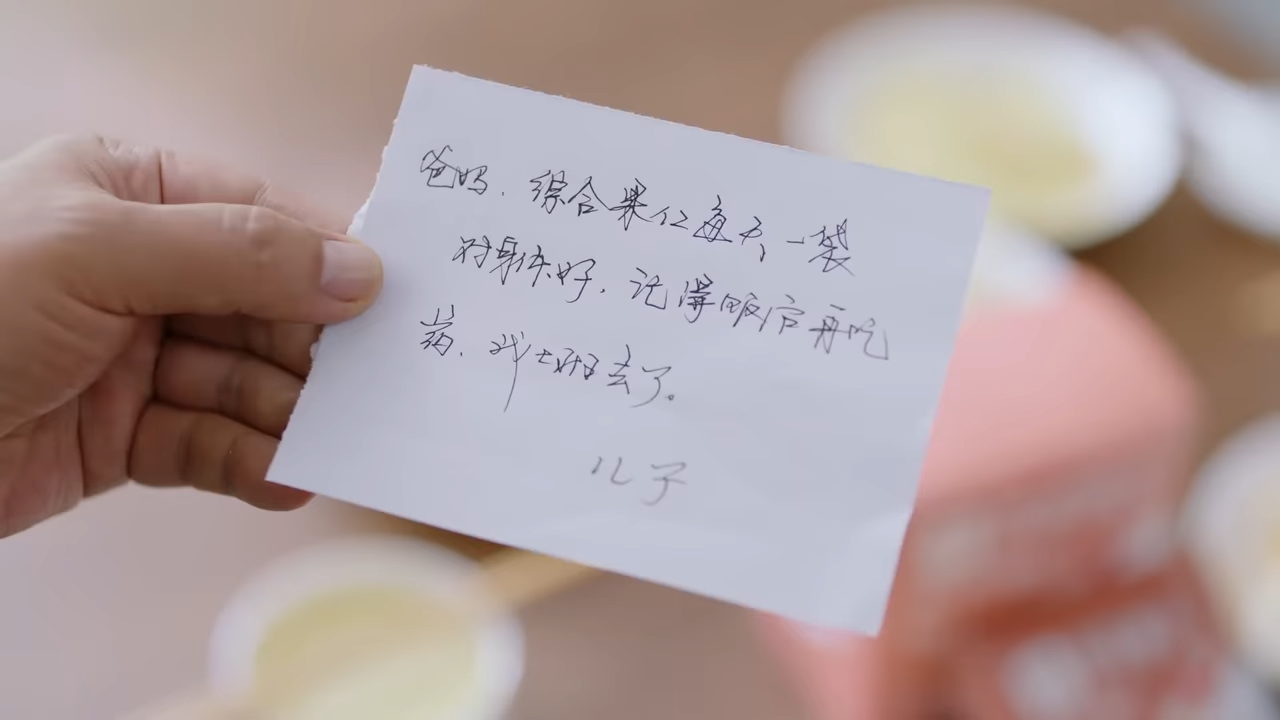 爸妈、综合果仁每天一袋
对身体好，记得饭后再吃
药、我上班去了。
儿子